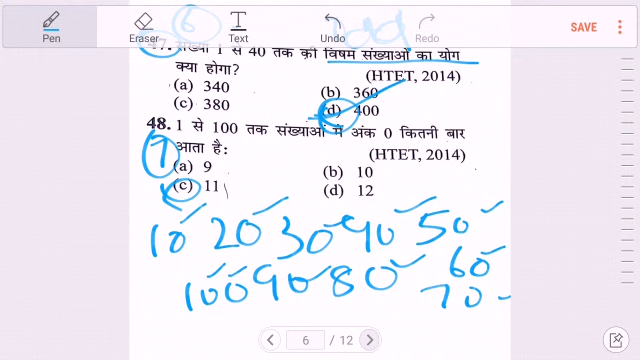 Pen Eraser Text Undo Redo SAVE
47. संख्या 1 से 40 तक की विषम संख्याओं का योग
क्या होगा? (HTET, 2014)
(a) 340 (b) 360
(c) 380 (d) 400
48. 1 से 100 तक संख्याओं में अंक 0 कितनी बार
आता है: (HTET, 2014)
(a) 9 (b) 10
(c) 11 (d) 12
10 20 30 40 50
100 90 80 60
70
6 / 12